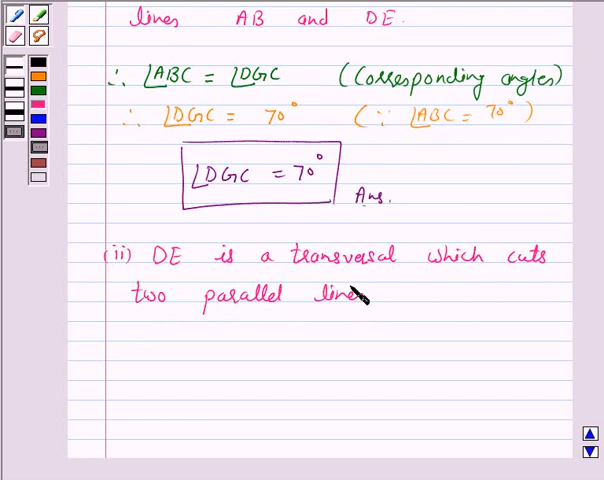 lines AB and DE.
∴ ∠ABC = ∠DGC (Corresponding angles)
∴ ∠DGC = 70° (∵ ∠ABC = 70°)
∠DGC = 70°
Ans.
(ii) DE is a transversal which cuts
two parallel line